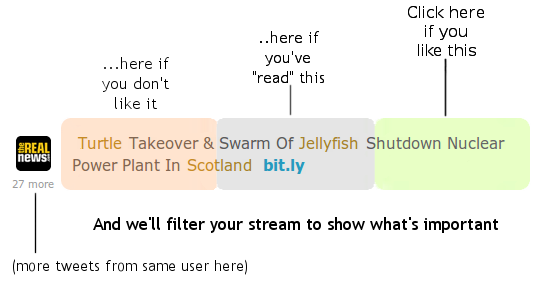 Click here
if you
like this
..here if
you've
"read" this
...here if
you don't
like it
the REAL
news
Turtle Takeover & Swarm Of Jellyfish Shutdown Nuclear
Power Plant In Scotland bit.ly
27 more
And we'll filter your stream to show what's important
(more tweets from same user here)